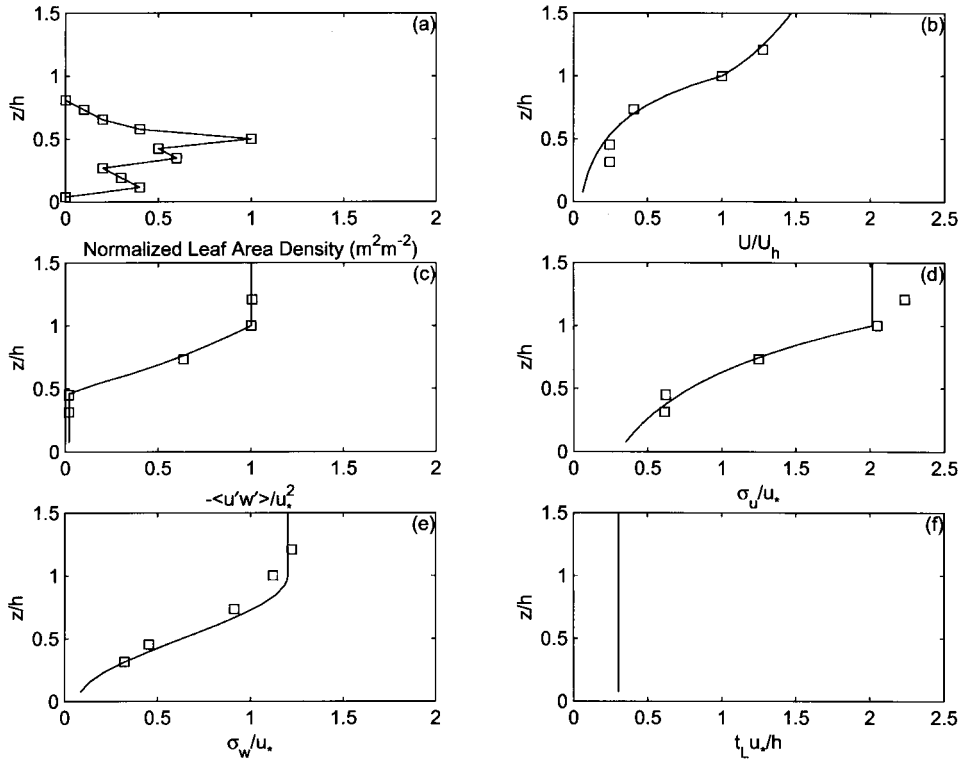 (a)
1.5
1
0.5
0
z/h
0 0.5 1 1.5 2
Normalized Leaf Area Density (m²m⁻²)
(b)
1.5
1
0.5
0
z/h
0 0.5 1 1.5 2 2.5
U/Uₕ
(c)
1.5
1
0.5
0
z/h
0 0.5 1 1.5 2
-<u'w'>/u⁎²
(d)
1.5
1
0.5
0
z/h
0 0.5 1 1.5 2 2.5
σᵤ/u⁎
(e)
1.5
1
0.5
0
z/h
0 0.5 1 1.5 2
σ_w/u⁎
(f)
1.5
1
0.5
0
z/h
0 0.5 1 1.5 2 2.5
t_L u⁎/h